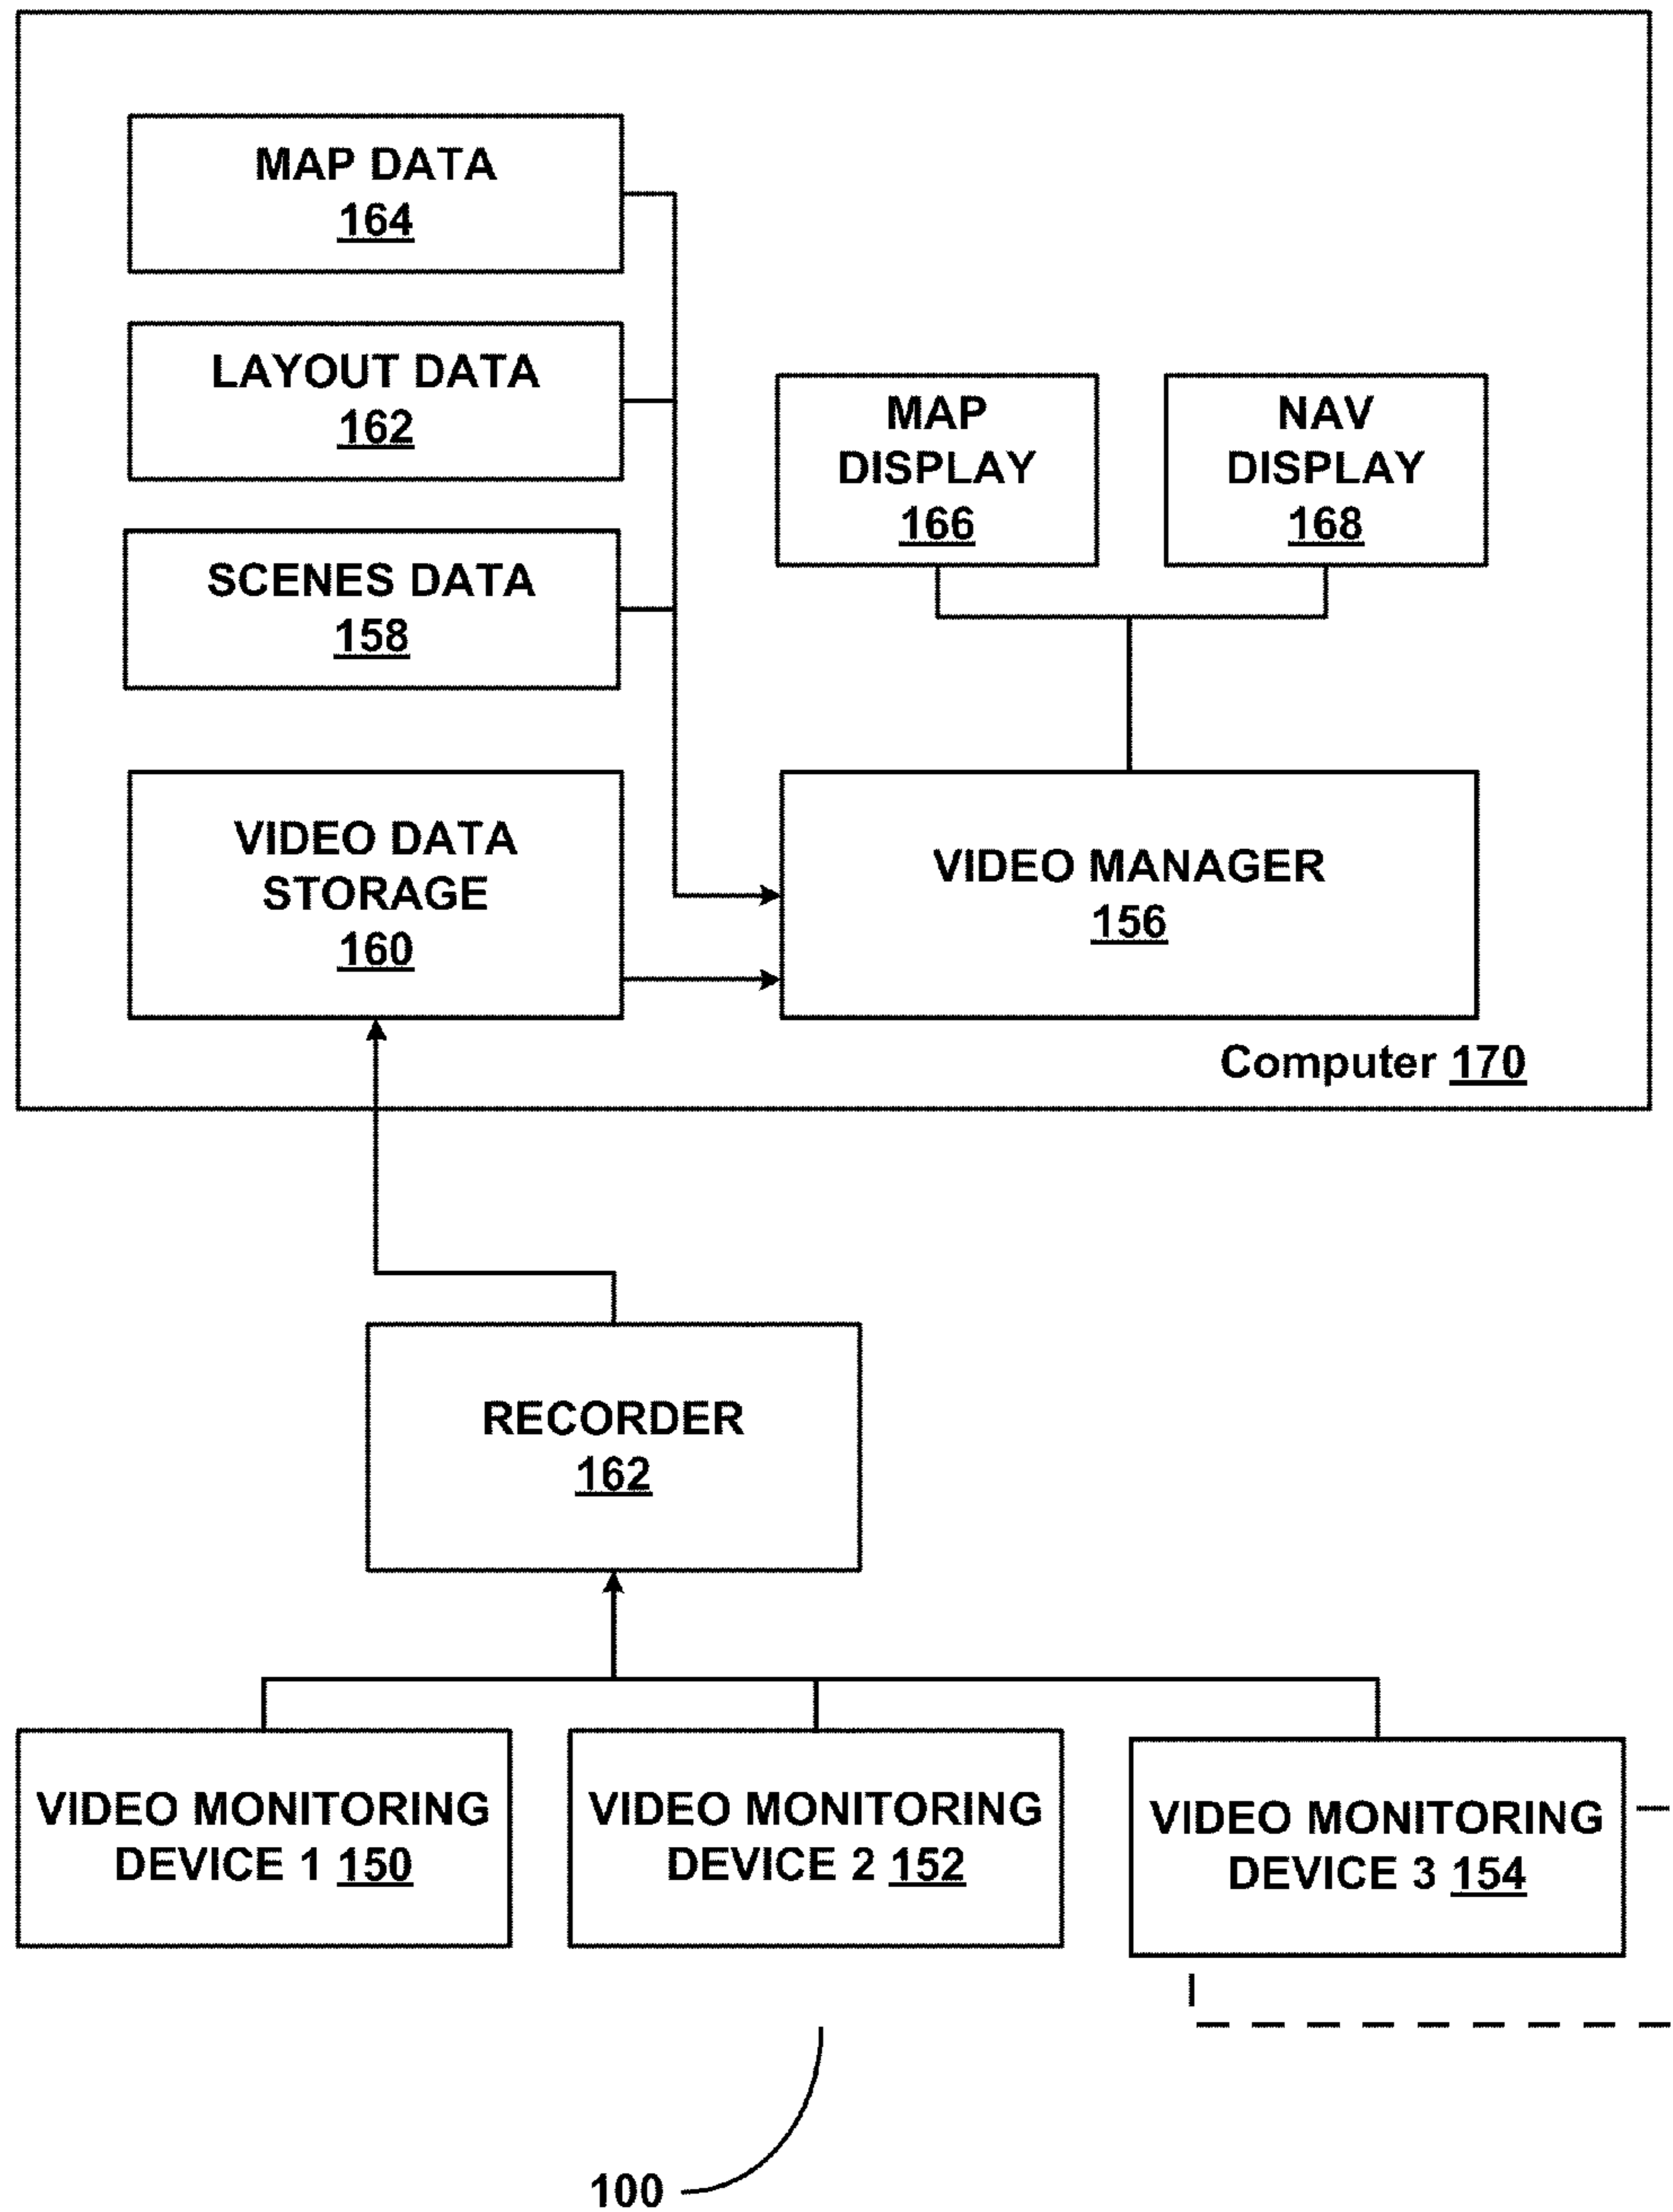 MAP DATA
164
LAYOUT DATA
162
SCENES DATA
158
MAP
DISPLAY
166
NAV
DISPLAY
168
VIDEO DATA
STORAGE
160
VIDEO MANAGER
156
Computer 170
RECORDER
162
VIDEO MONITORING
DEVICE 1 150
VIDEO MONITORING
DEVICE 2 152
VIDEO MONITORING
DEVICE 3 154
100